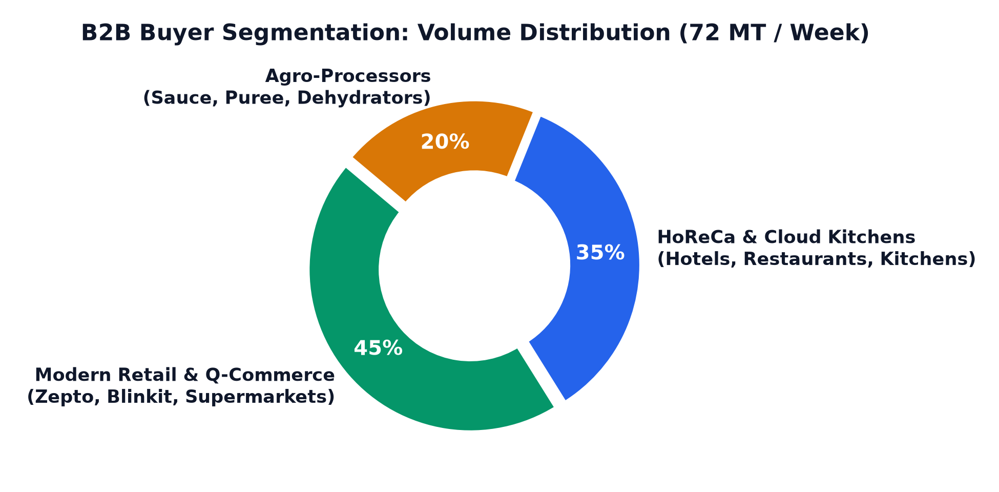 B2B Buyer Segmentation: Volume Distribution (72 MT / Week)
Agro-Processors
(Sauce, Puree, Dehydrators)
20%
35%
HoReCa & Cloud Kitchens
(Hotels, Restaurants, Kitchens)
45%
Modern Retail & Q-Commerce
(Zepto, Blinkit, Supermarkets)